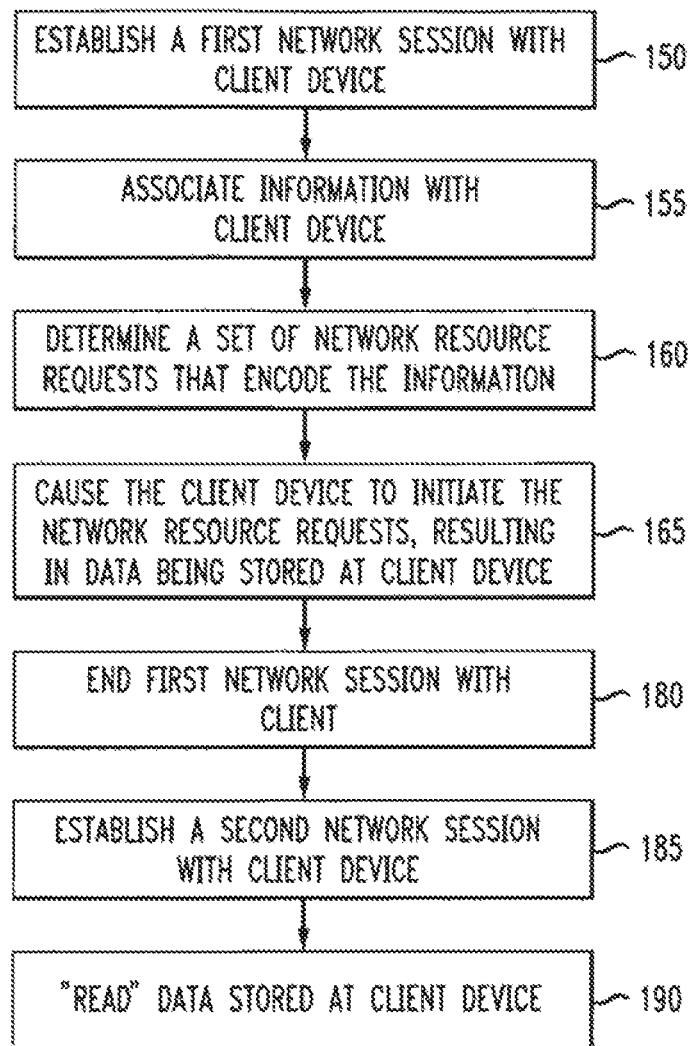 ESTABLISH A FIRST NETWORK SESSION WITH
CLIENT DEVICE
150
ASSOCIATE INFORMATION WITH
CLIENT DEVICE
155
DETERMINE A SET OF NETWORK RESOURCE
REQUESTS THAT ENCODE THE INFORMATION
160
CAUSE THE CLIENT DEVICE TO INITIATE THE
NETWORK RESOURCE REQUESTS, RESULTING
IN DATA BEING STORED AT CLIENT DEVICE
165
END FIRST NETWORK SESSION WITH
CLIENT
180
ESTABLISH A SECOND NETWORK SESSION
WITH CLIENT DEVICE
185
"READ" DATA STORED AT CLIENT DEVICE
190